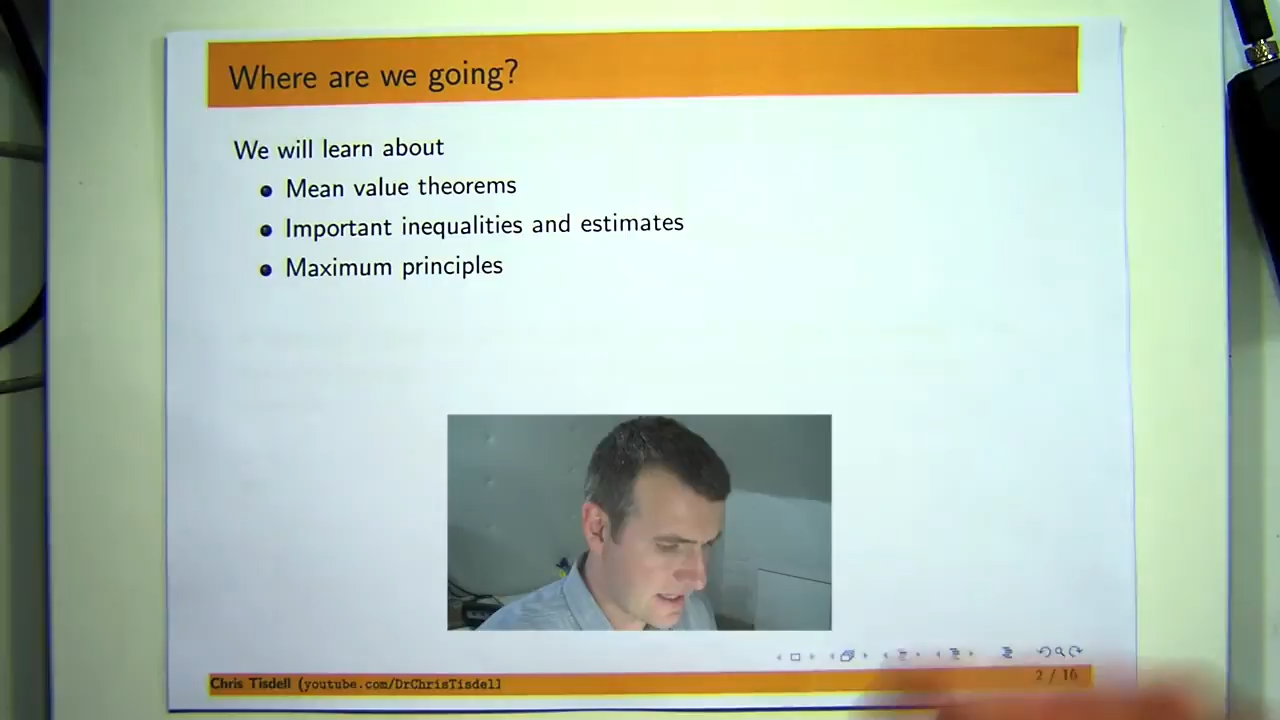 Where are we going?
We will learn about
Mean value theorems
Important inequalities and estimates
Maximum principles
Chris Tisdell (youtube.com/DrChrisTisdell
2 / 16